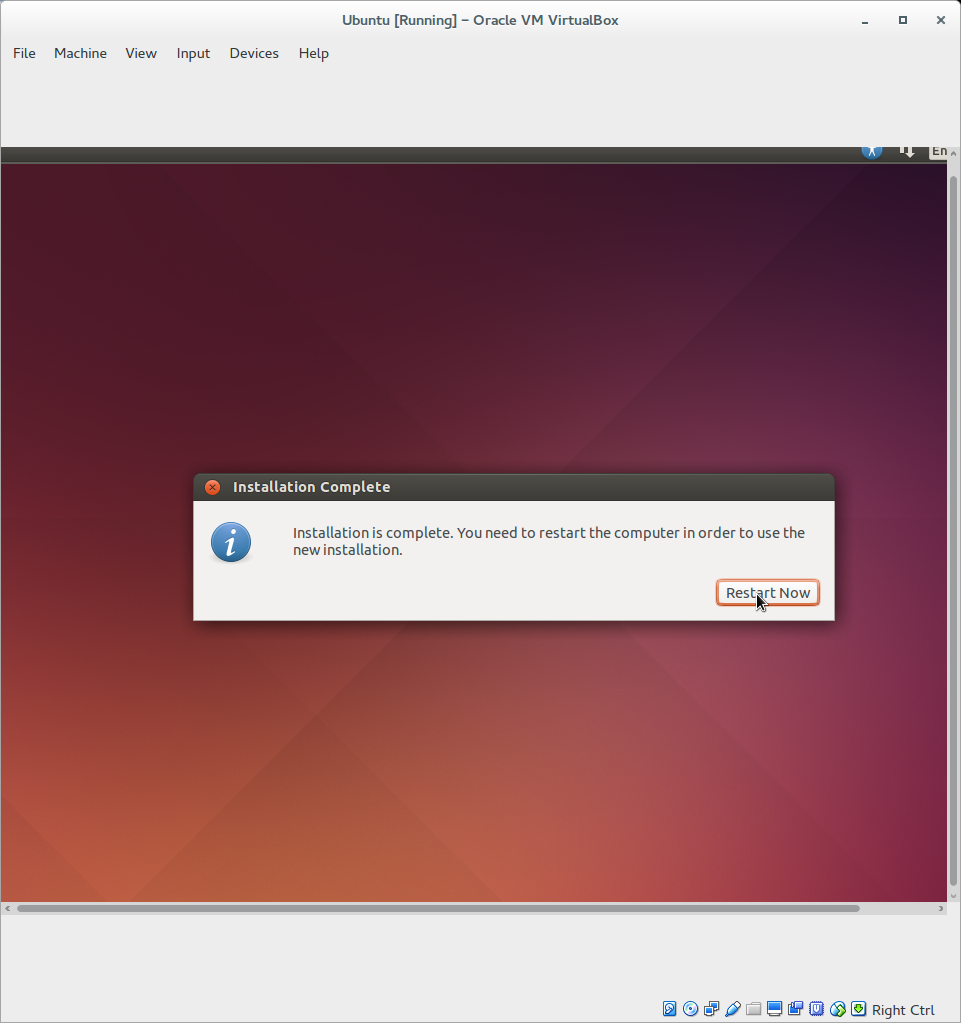 Ubuntu [Running] – Oracle VM VirtualBox
File Machine View Input Devices Help
En
Installation Complete
Installation is complete. You need to restart the computer in order to use the
new installation.
Restart Now
Right Ctrl